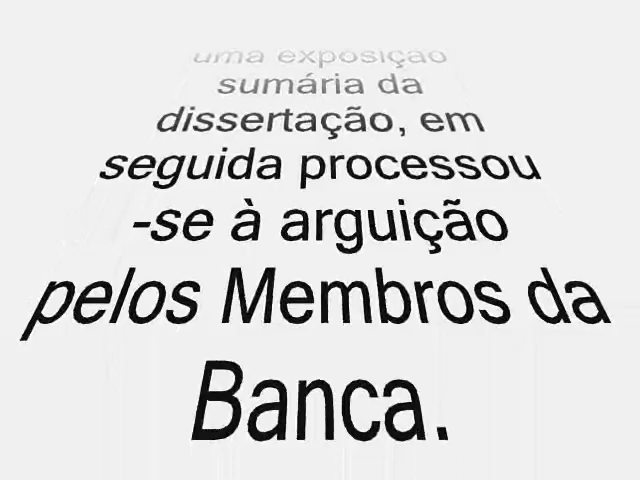 uma exposição
sumária da
dissertação, em
seguida processou
-se à arguição
pelos Membros da
Banca.